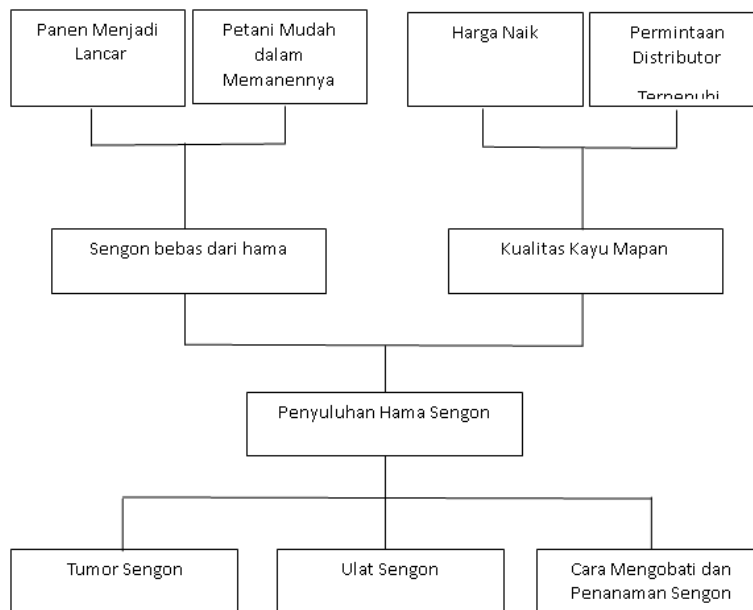 Panen Menjadi
Lancar
Petani Mudah
dalam
Memanennya
Harga Naik
Permintaan
Distributor
Terpenuhi
Sengon bebas dari hama
Kualitas Kayu Mapan
Penyuluhan Hama Sengon
Tumor Sengon
Ulat Sengon
Cara Mengobati dan
Penanaman Sengon